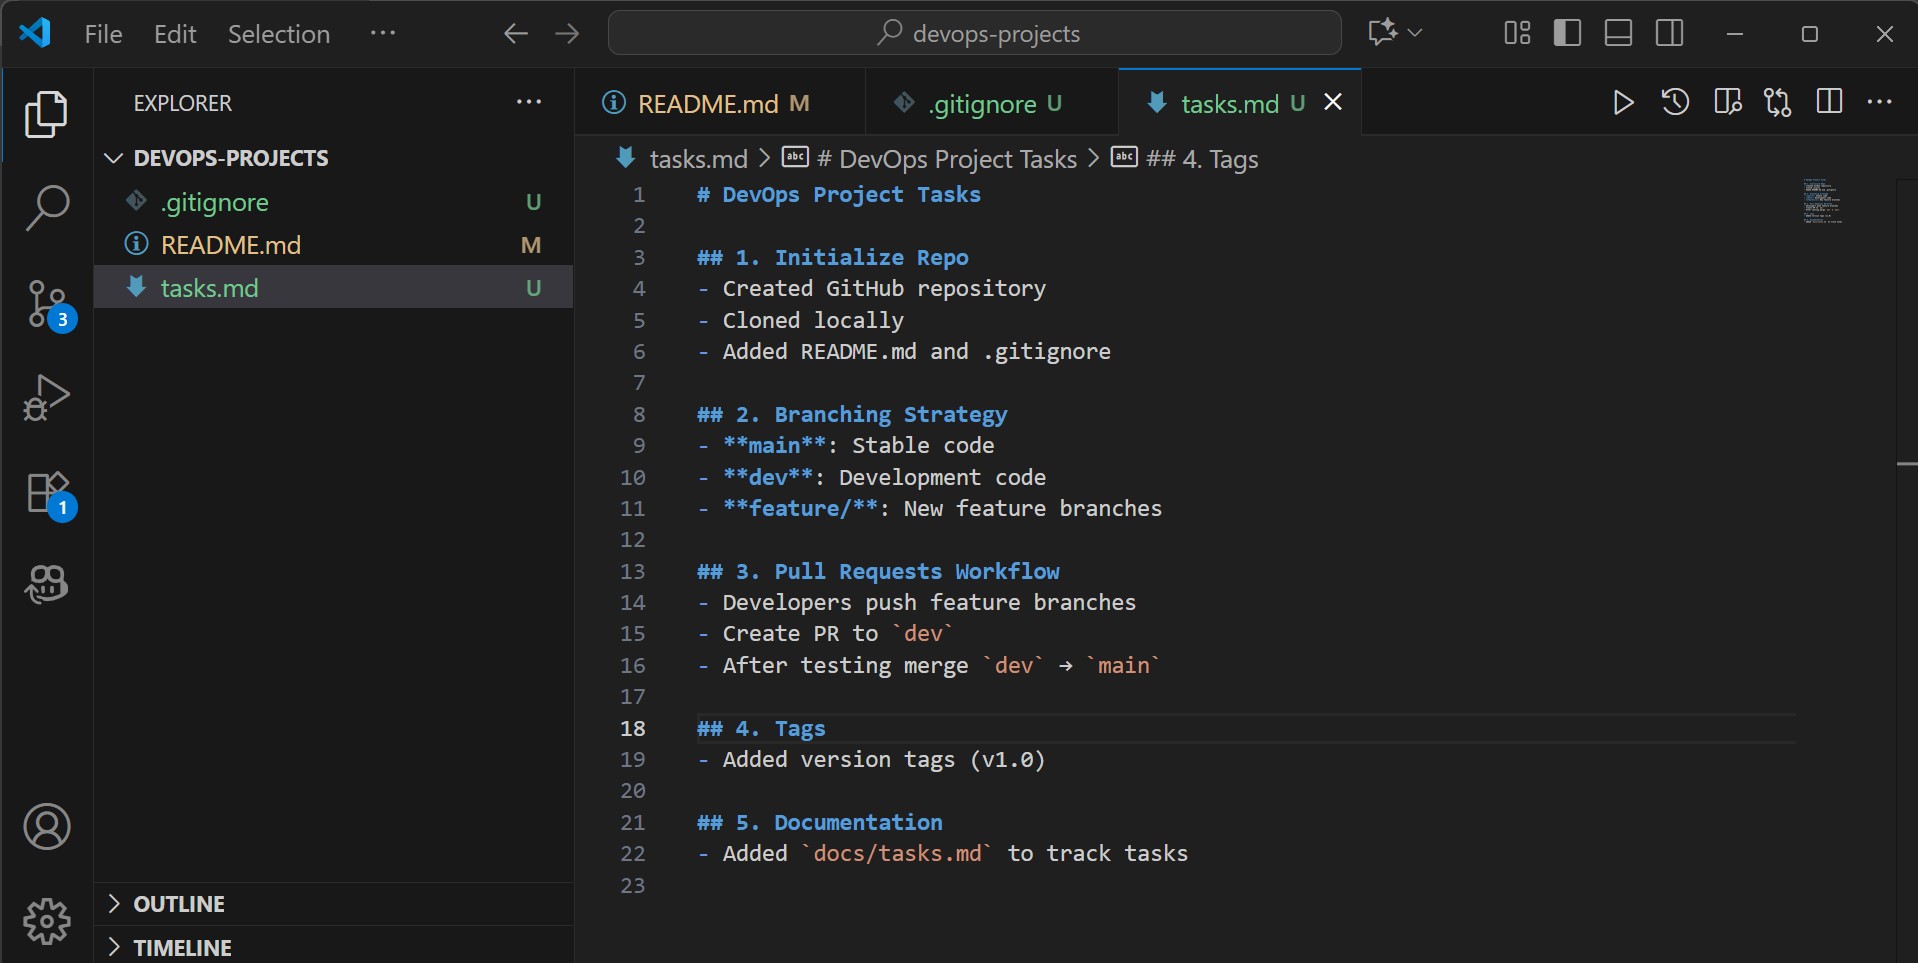 File Edit Selection ··· devops-projects
EXPLORER ···
DEVOPS-PROJECTS
.gitignore U
README.md M
tasks.md U
3
1
OUTLINE
TIMELINE
README.md M .gitignore U tasks.md U
tasks.md > # DevOps Project Tasks > ## 4. Tags
1 # DevOps Project Tasks
2
3 ## 1. Initialize Repo
4 - Created GitHub repository
5 - Cloned locally
6 - Added README.md and .gitignore
7
8 ## 2. Branching Strategy
9 - **main**: Stable code
10 - **dev**: Development code
11 - **feature/**: New feature branches
12
13 ## 3. Pull Requests Workflow
14 - Developers push feature branches
15 - Create PR to `dev`
16 - After testing merge `dev` → `main`
17
18 ## 4. Tags
19 - Added version tags (v1.0)
20
21 ## 5. Documentation
22 - Added `docs/tasks.md` to track tasks
23